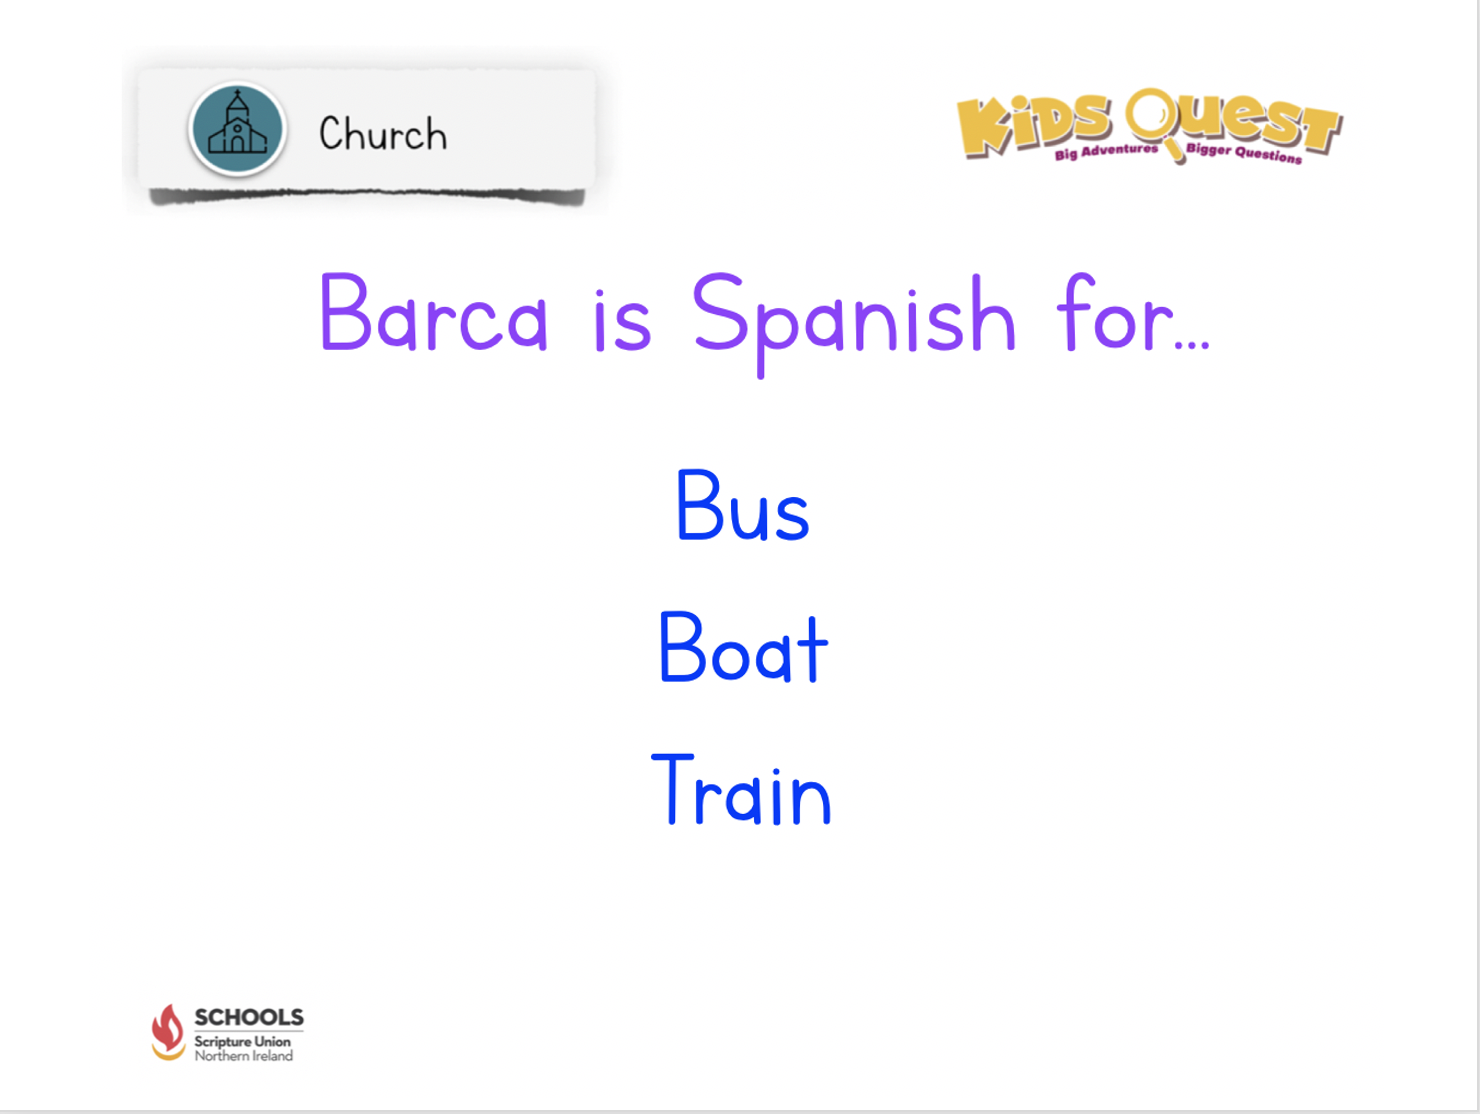 Church
KiDS QUEST
Big Adventures Bigger Questions
Barca is Spanish for...
Bus
Boat
Train
SCHOOLS
Scripture Union
Northern Ireland